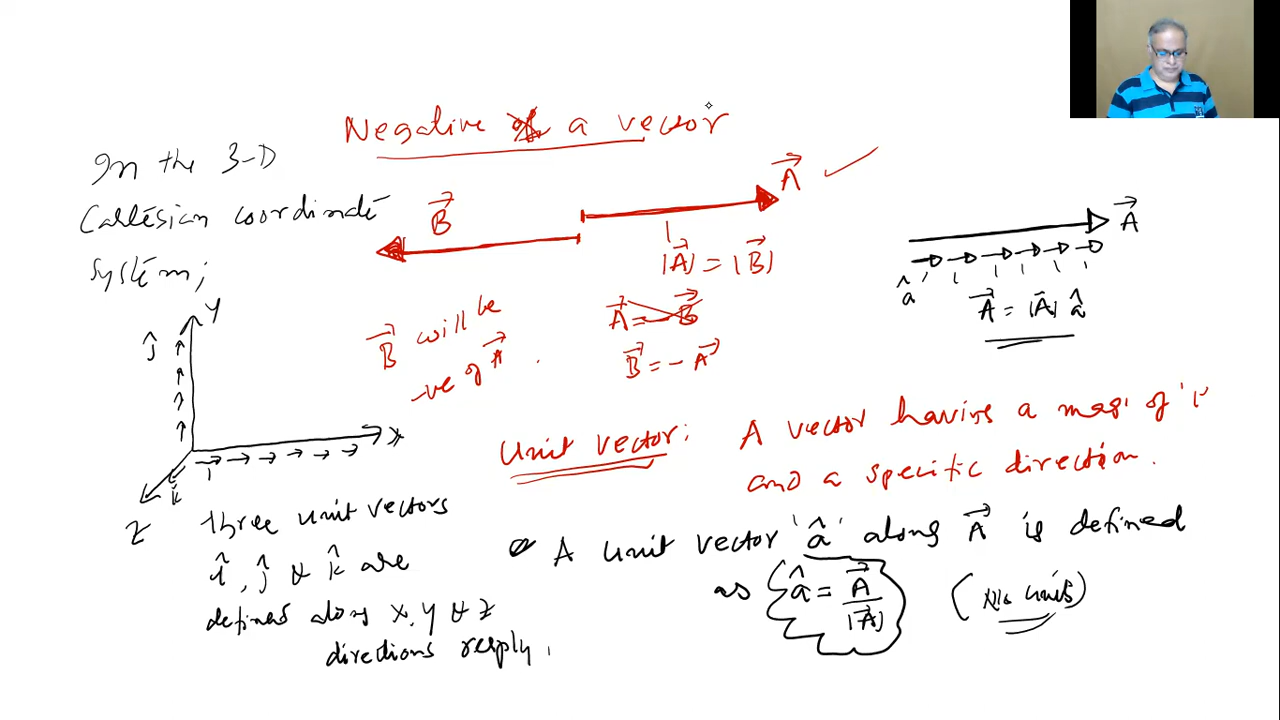 Negative of a vector
In the 3-D
Cartesian coordinate
system;
B⃗
A⃗
|A⃗| = |B⃗|
A⃗ = B⃗
B⃗ = - A⃗
B⃗ will be
-ve of A⃗.
A⃗
â
A⃗ = |A⃗| â
ĵ
Y
X
k̂
Z
Unit vector: A vector having a mag. of '1'
and a specific direction.
three unit vectors
î, ĵ & k̂ are
defined along x, y & z
directions resply.
A unit vector 'â' along A⃗ is defined
as â = A⃗ / |A⃗|
(No units)